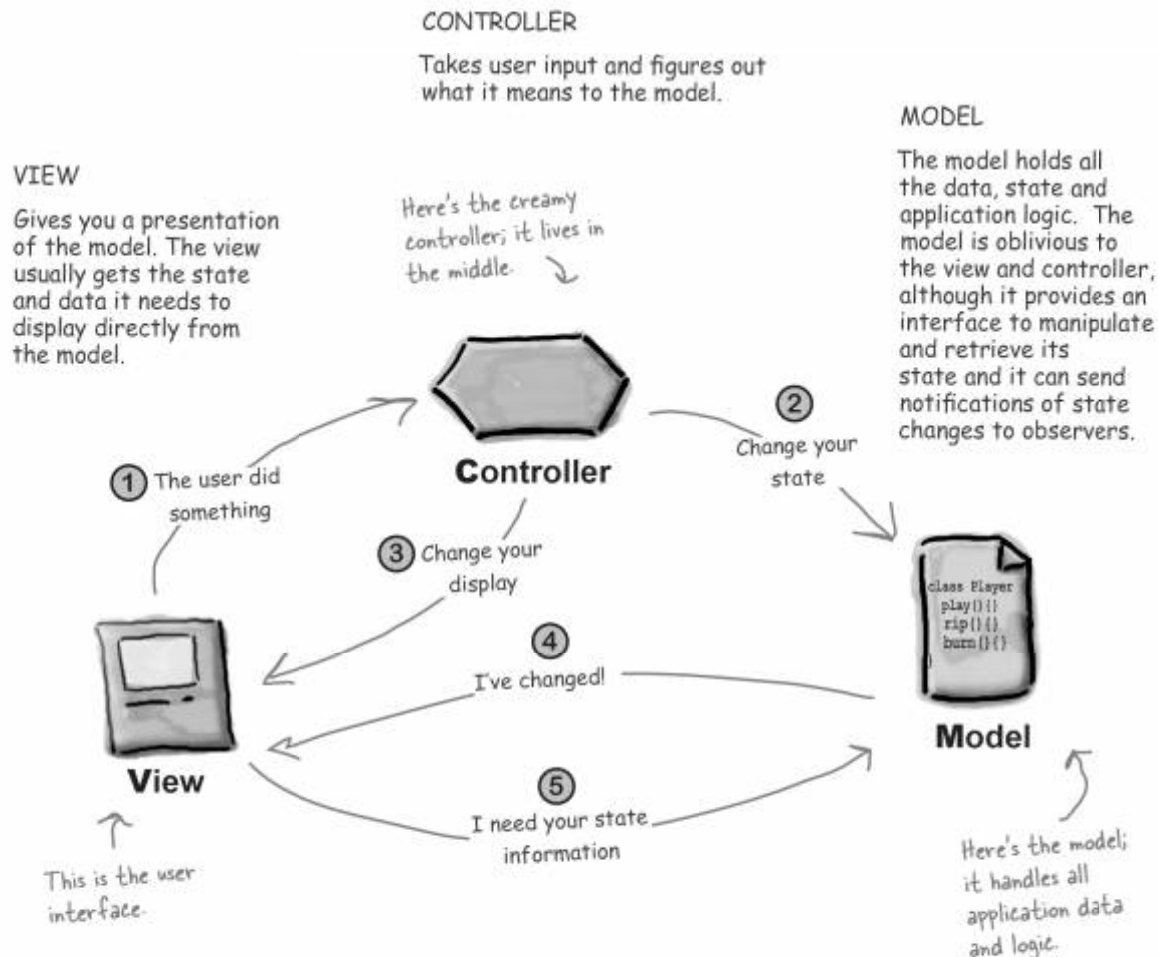 CONTROLLER
Takes user input and figures out
what it means to the model.
MODEL
The model holds all
the data, state and
application logic. The
model is oblivious to
the view and controller,
although it provides an
interface to manipulate
and retrieve its
state and it can send
notifications of state
changes to observers.
VIEW
Gives you a presentation
of the model. The view
usually gets the state
and data it needs to
display directly from
the model.
Here's the creamy
controller; it lives in
the middle.
Controller
1 The user did
something
2
Change your
state
3 Change your
display
4
I've changed!
5
I need your state
information
class Player
play(){}
rip(){}
burn(){}
}
View
Model
This is the user
interface.
Here's the model;
it handles all
application data
and logic.